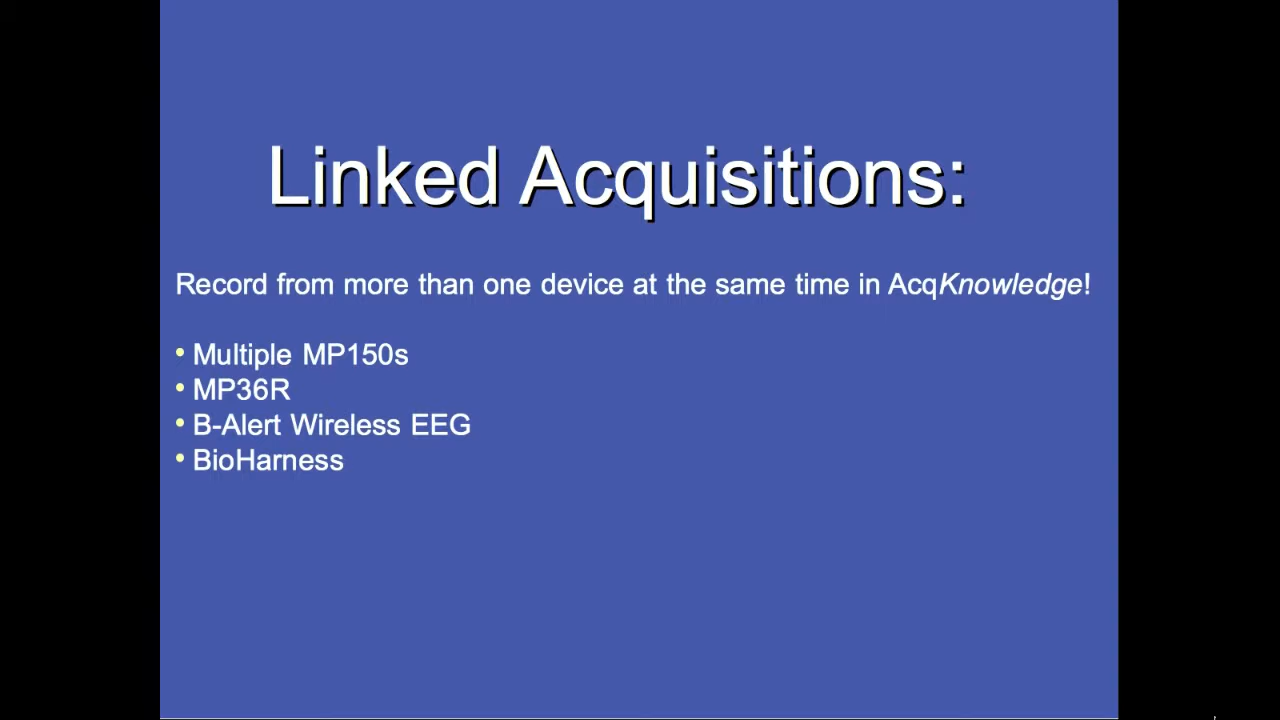 Linked Acquisitions:
Record from more than one device at the same time in AcqKnowledge!
• Multiple MP150s
• MP36R
• B-Alert Wireless EEG
• BioHarness